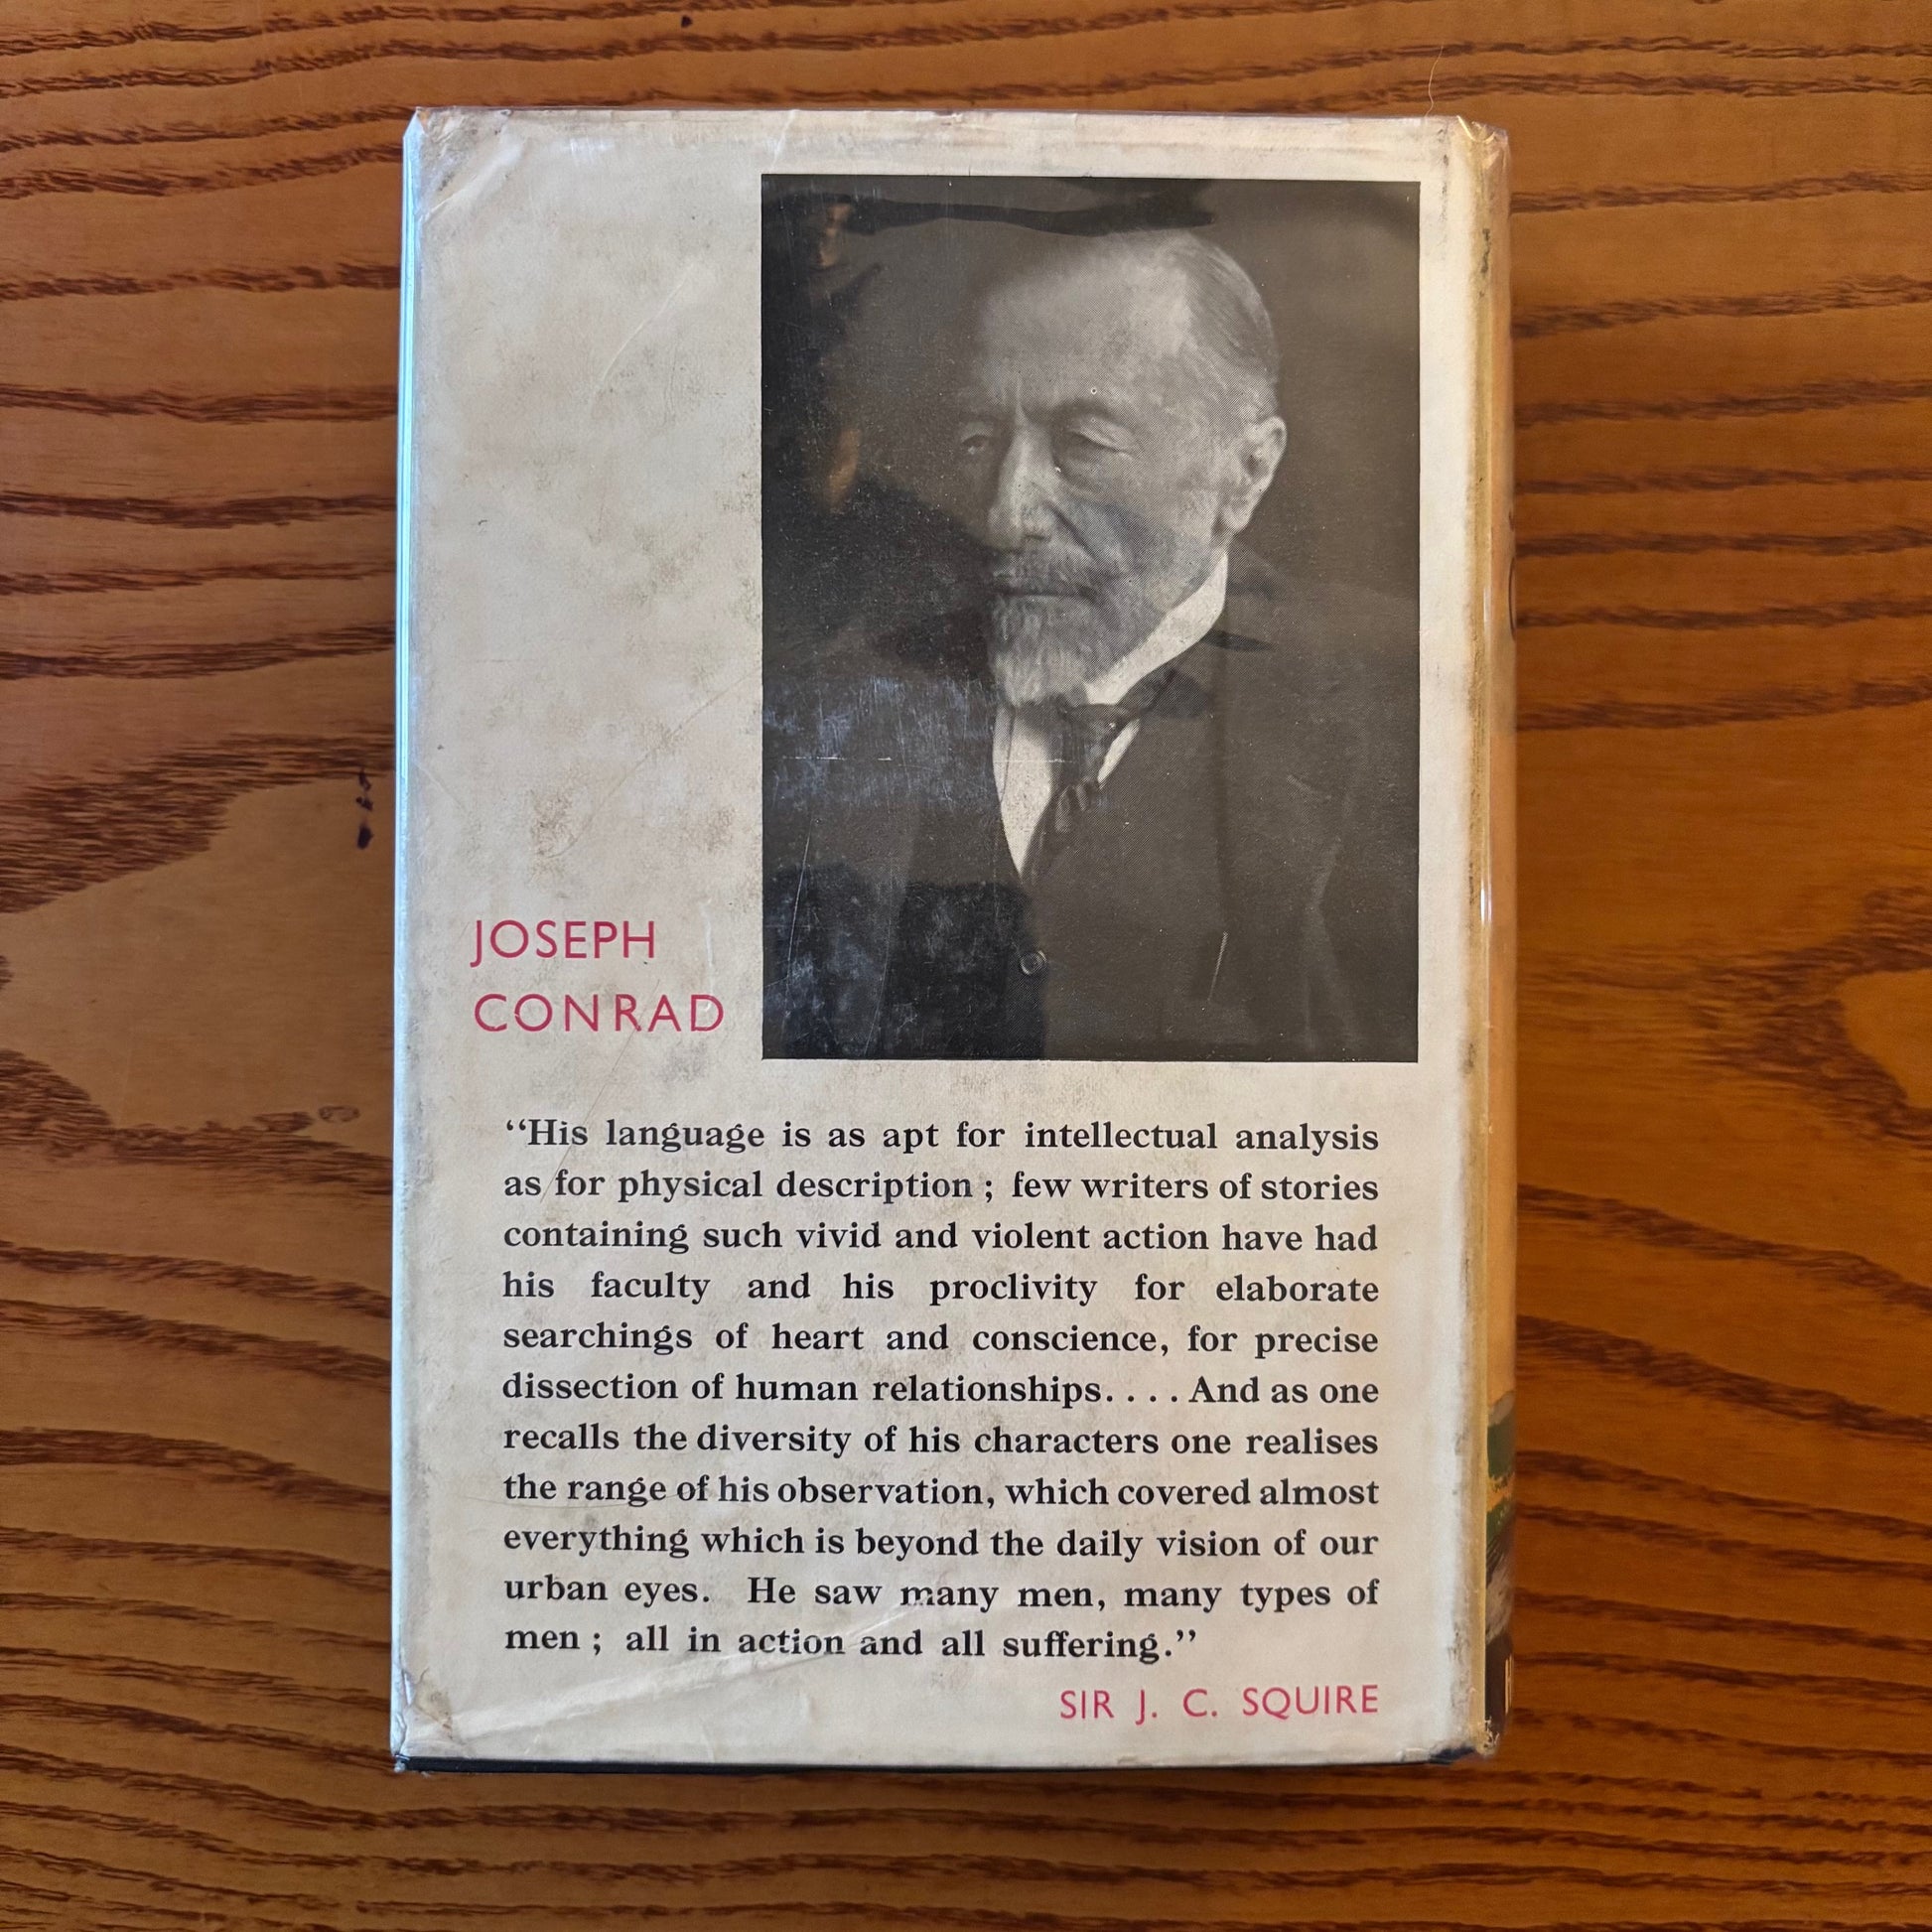 JOSEPH
CONRAD
“His language is as apt for intellectual analysis
as for physical description ; few writers of stories
containing such vivid and violent action have had
his faculty and his proclivity for elaborate
searchings of heart and conscience, for precise
dissection of human relationships. . . . And as one
recalls the diversity of his characters one realises
the range of his observation, which covered almost
everything which is beyond the daily vision of our
urban eyes. He saw many men, many types of
men ; all in action and all suffering.”
SIR J. C. SQUIRE